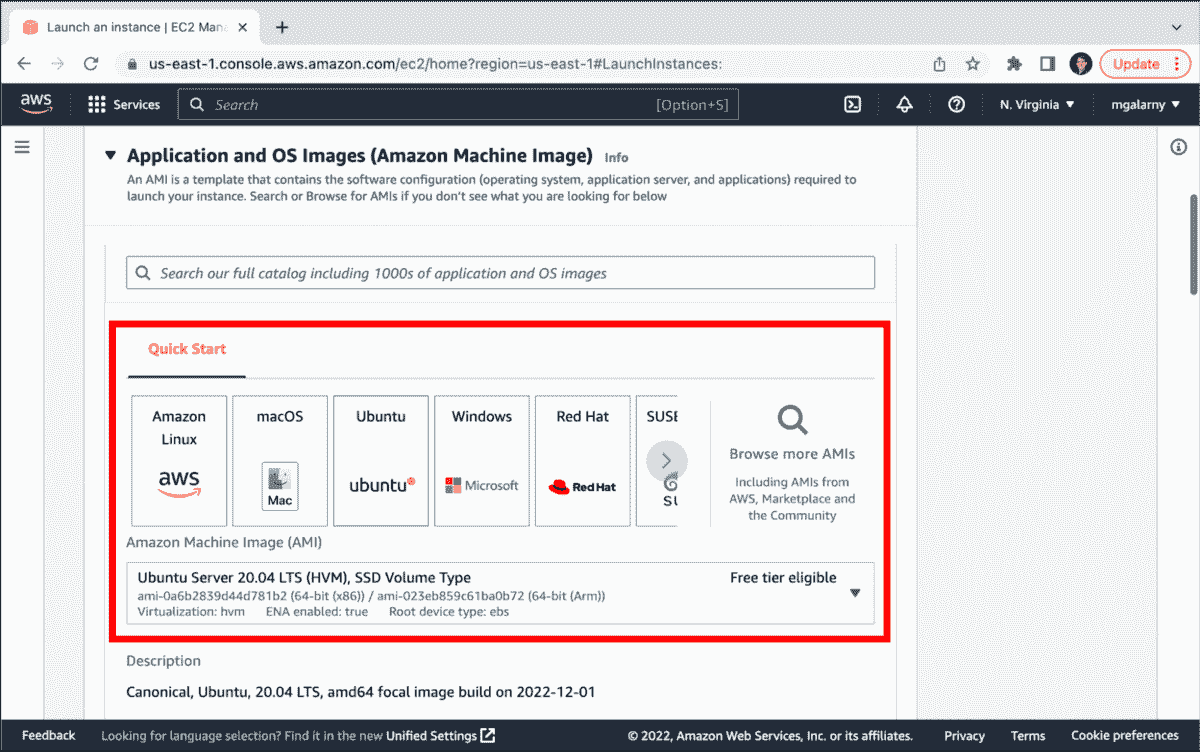 Launch an instance | EC2 Man
us-east-1.console.aws.amazon.com/ec2/home?region=us-east-1#LaunchInstances:
Update
aws
Services
Search
[Option+S]
N. Virginia
mgalarny
Application and OS Images (Amazon Machine Image) Info
An AMI is a template that contains the software configuration (operating system, application server, and applications) required to
launch your instance. Search or Browse for AMIs if you don't see what you are looking for below
Search our full catalog including 1000s of application and OS images
Quick Start
Amazon
Linux
aws
macOS
Mac
Ubuntu
ubuntu
Windows
Microsoft
Red Hat
Red Hat
SUSE
SU
Browse more AMIs
Including AMIs from
AWS, Marketplace and
the Community
Amazon Machine Image (AMI)
Ubuntu Server 20.04 LTS (HVM), SSD Volume Type
Free tier eligible
ami-0a6b2839d44d781b2 (64-bit (x86)) / ami-023eb859c61ba0b72 (64-bit (Arm))
Virtualization: hvm ENA enabled: true Root device type: ebs
Description
Canonical, Ubuntu, 20.04 LTS, amd64 focal image build on 2022-12-01
Feedback
Looking for language selection? Find it in the new Unified Settings
© 2022, Amazon Web Services, Inc. or its affiliates.
Privacy
Terms
Cookie preferences